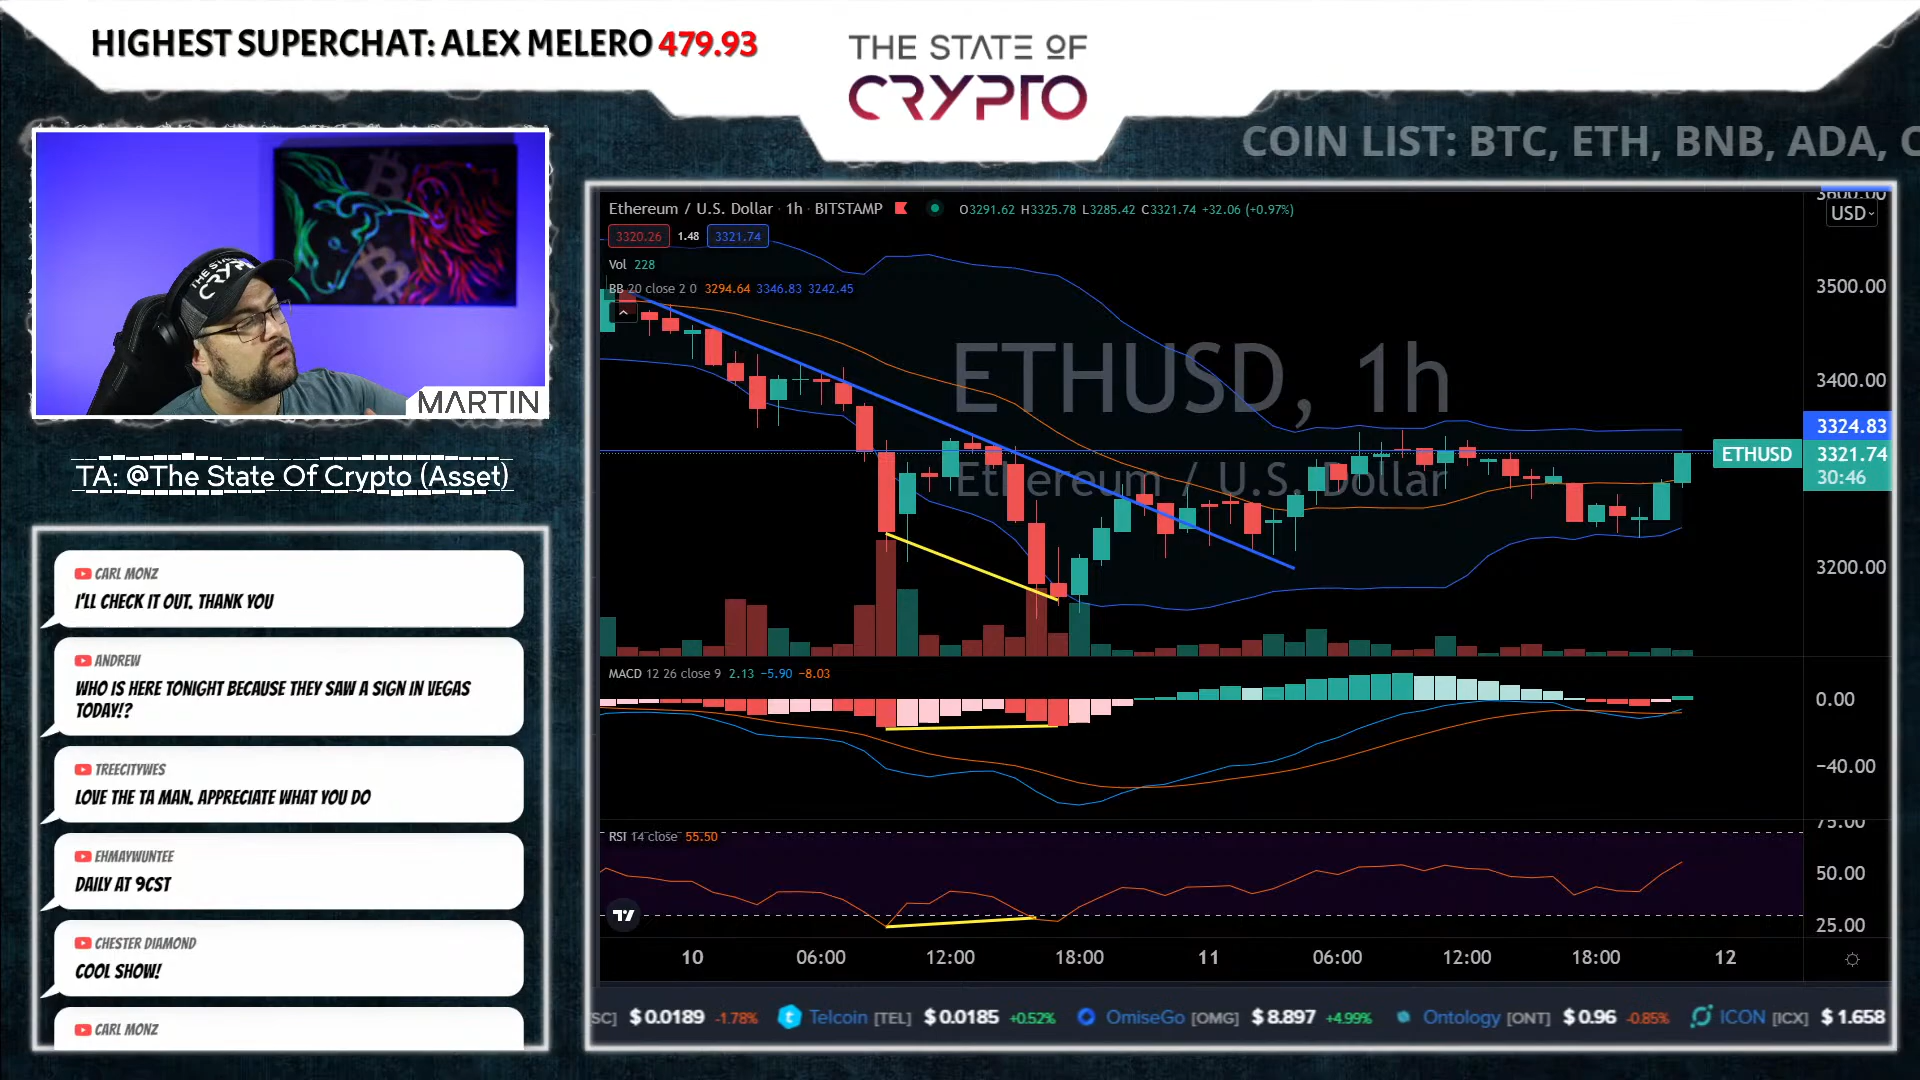 HIGHEST SUPERCHAT: ALEX MELERO 479.93
THE STATE OF
CRYPTO
COIN LIST: BTC, ETH, BNB, ADA, C
THE STATE
CRYPTO
MARTIN
TA: @The State Of Crypto (Asset)
CARL MONZ
I'LL CHECK IT OUT. THANK YOU
ANDREW
WHO IS HERE TONIGHT BECAUSE THEY SAW A SIGN IN VEGAS
TODAY!?
TREECITYWES
LOVE THE TA MAN. APPRECIATE WHAT YOU DO
EHMAYWUNTEE
DAILY AT 9CST
CHESTER DIAMOND
COOL SHOW!
CARL MONZ
Ethereum / U.S. Dollar · 1h · BITSTAMP O3291.62 H3325.78 L3285.42 C3321.74 +32.06 (+0.97%)
3320.26 1.48 3321.74
Vol 228
BB 20 close 2 0 3294.64 3346.83 3242.45
ETHUSD, 1h
Ethereum / U.S. Dollar
3600.00
USD
3500.00
3400.00
3324.83
ETHUSD 3321.74
30:46
3200.00
MACD 12 26 close 9 2.13 −5.90 −8.03
0.00
−40.00
RSI 14 close 55.50
75.00
50.00
25.00
10 06:00 12:00 18:00 11 06:00 12:00 18:00 12
SC] $ 0.0189 -1.78% Telcoin [TEL] $ 0.0185 +0.52% OmiseGo [OMG] $ 8.897 +4.99% Ontology [ONT] $ 0.96 -0.85% ICON [ICX] $ 1.658